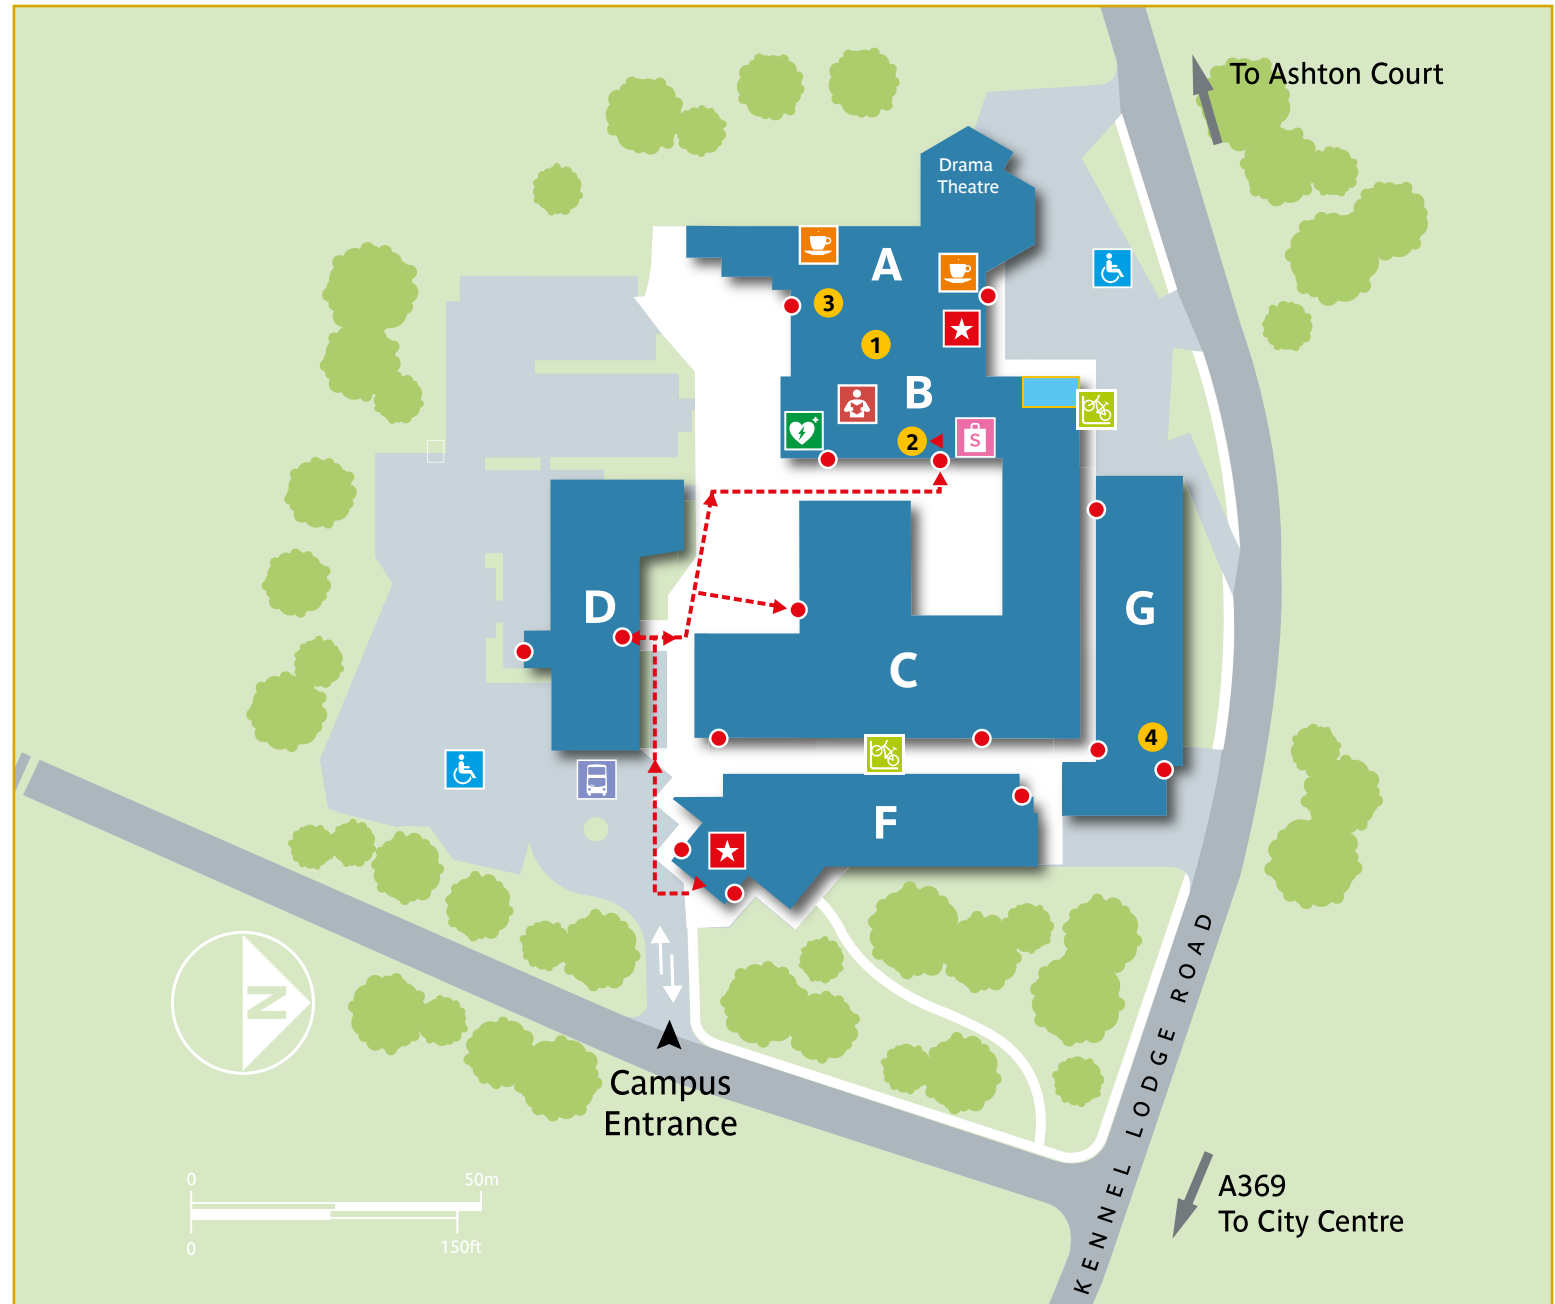 To Ashton Court
Drama
Theatre
A
3
1
B
2
S
D
G
C
4
F
N
Campus
Entrance
KENNEL LODGE ROAD
0
50m
0
150ft
A369
To City Centre